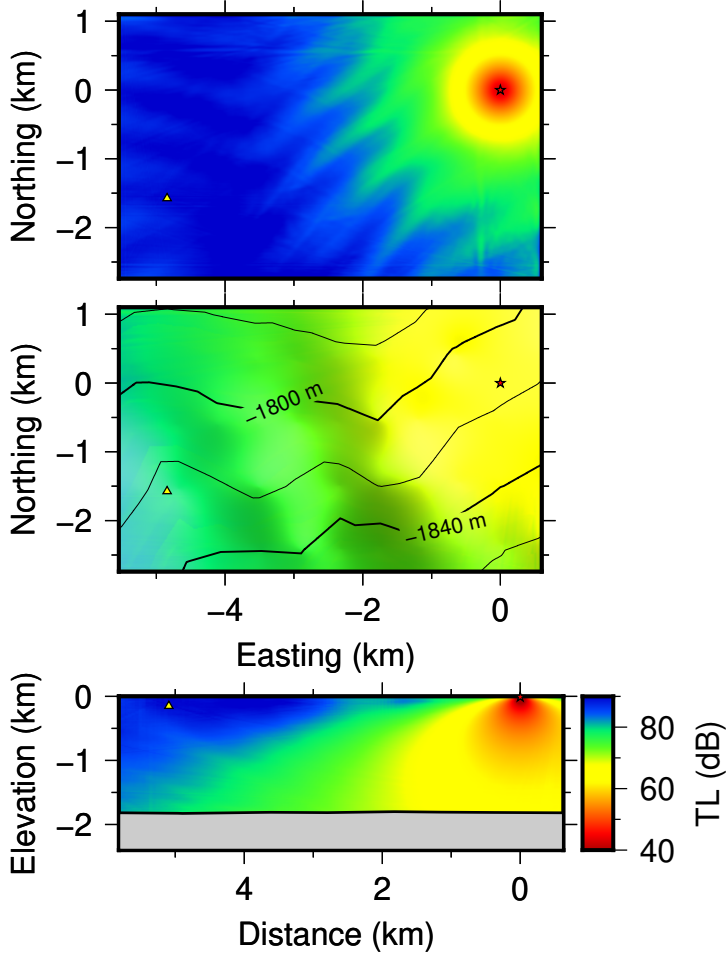 1
0
−1
−2
Northing (km)
1
0
−1
−2
Northing (km)
−1800 m
−1840 m
−4 −2 0
Easting (km)
0
−1
−2
Elevation (km)
4 2 0
Distance (km)
80
60
40
TL (dB)